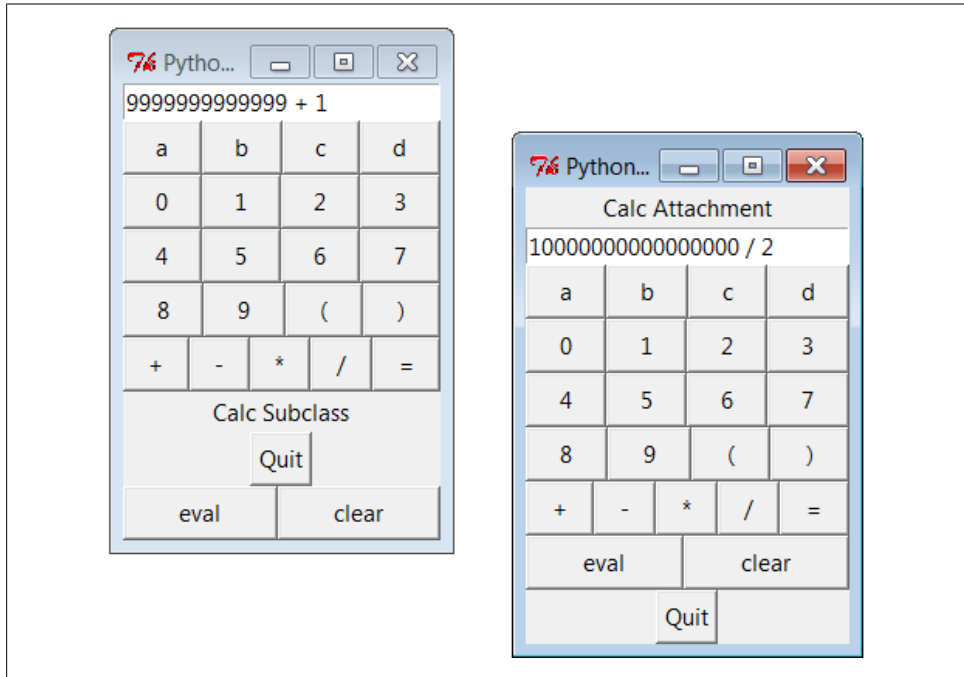 Pytho...
9999999999999 + 1
a b c d
0 1 2 3
4 5 6 7
8 9 ( )
+ - * / =
Calc Subclass
Quit
eval clear
Python...
Calc Attachment
10000000000000000 / 2
a b c d
0 1 2 3
4 5 6 7
8 9 ( )
+ - * / =
eval clear
Quit